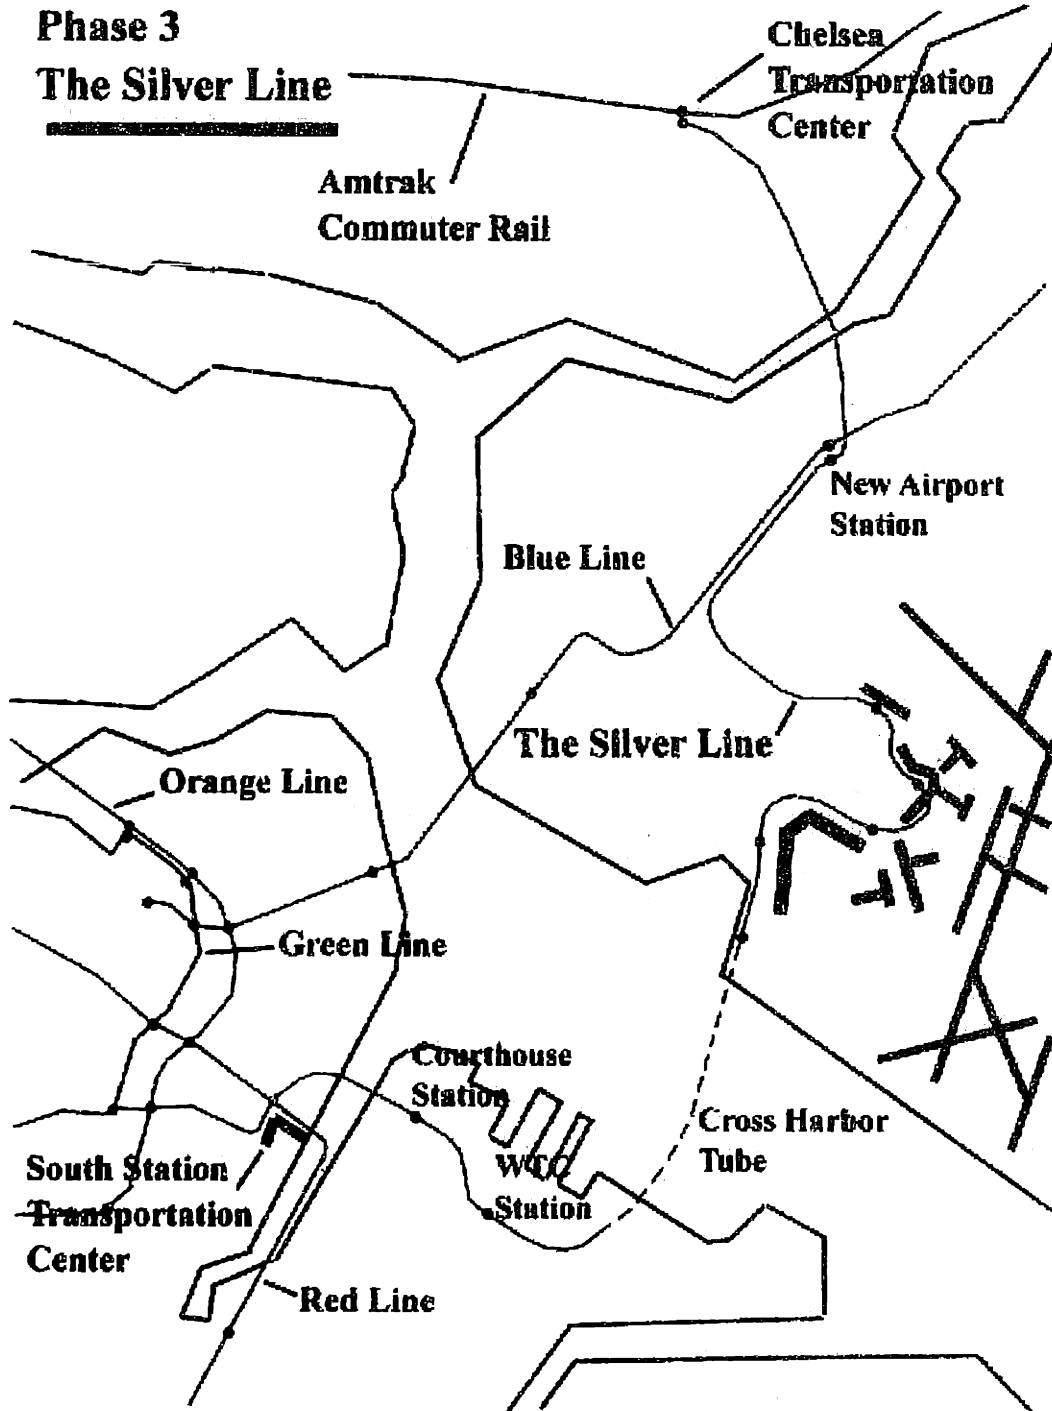 Phase 3
The Silver Line
Chelsea
Transportation
Center
Amtrak
Commuter Rail
New Airport
Station
Blue Line
The Silver Line
Orange Line
Green Line
Courthouse
Station
Cross Harbor
Tube
WTC
Station
South Station
Transportation
Center
Red Line